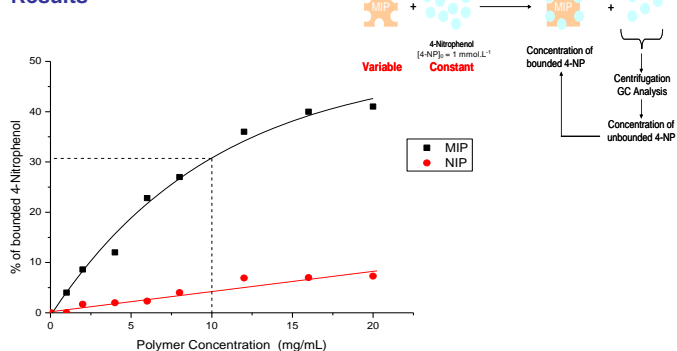 Results
MIP
+
4-Nitrophenol
[4-NP]₀ = 1 mmol.L⁻¹
Variable
Constant
MIP
+
Concentration of
bounded 4-NP
Centrifugation
GC Analysis
Concentration of
unbounded 4-NP
% of bounded 4-Nitrophenol
50
40
30
20
10
0
0
5
10
15
20
Polymer Concentration (mg/mL)
MIP
NIP